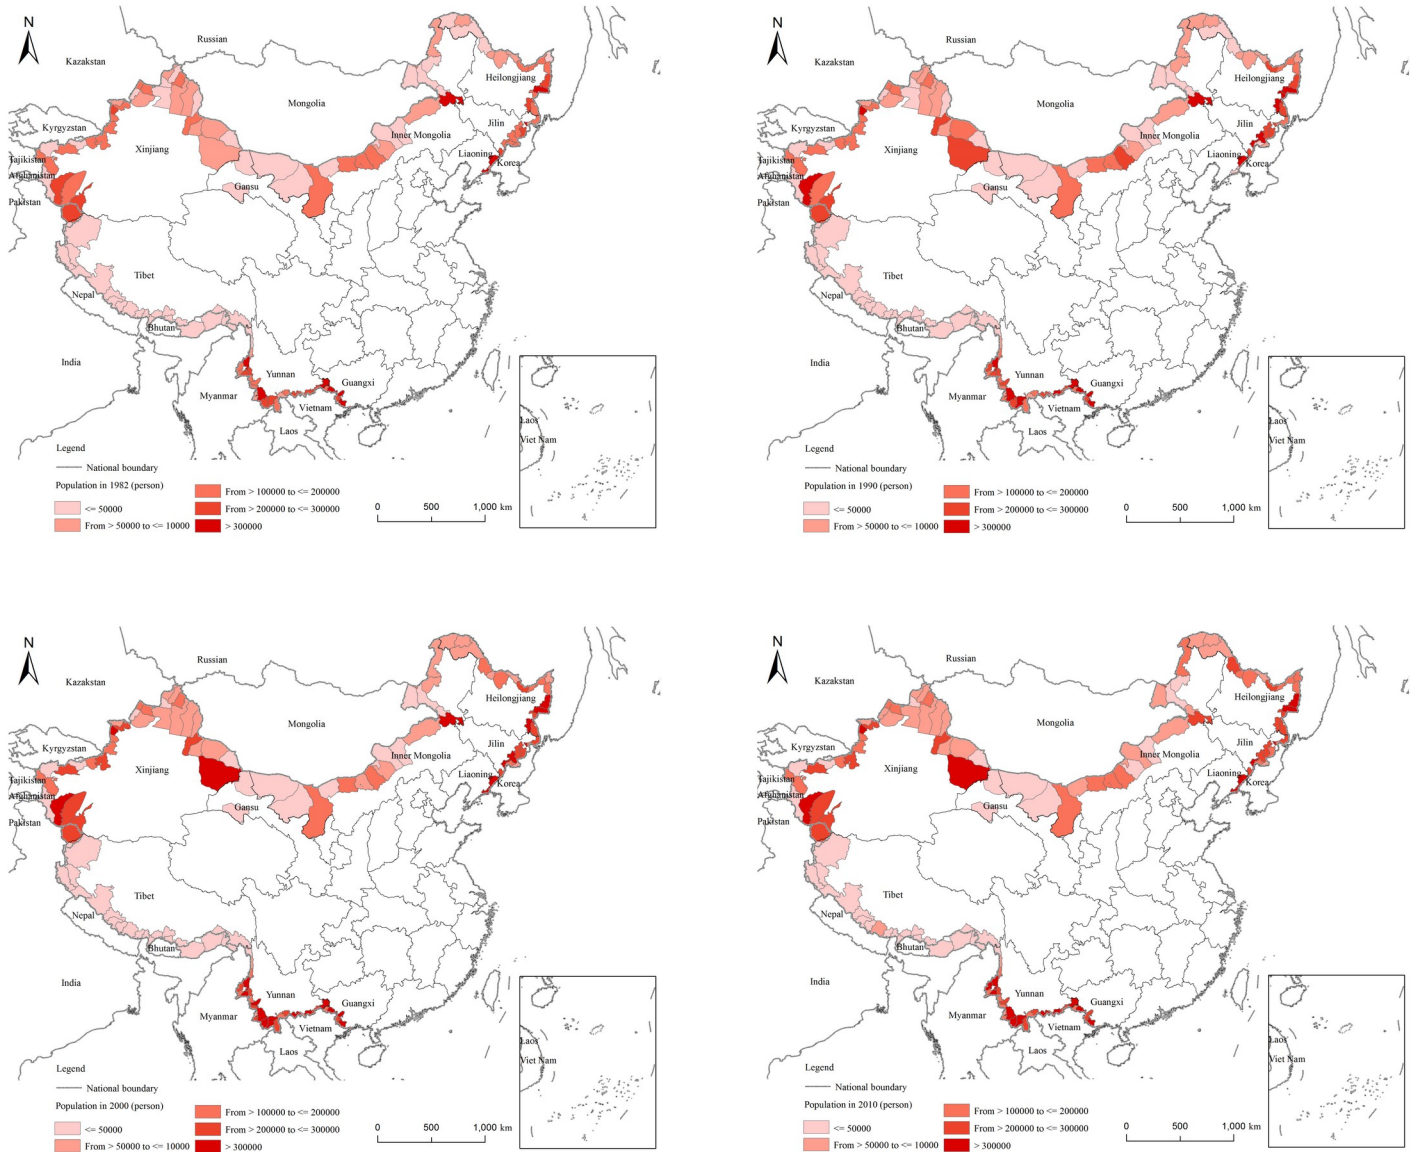 N
Russian
Kazakstan
Mongolia
Heilongjiang
Kyrgyzstan
Jilin
Inner Mongolia
Xinjiang
Liaoning
Korea
Tajikistan
Afghanistan
Gansu
Pakistan
Tibet
Nepal
Bhutan
India
Yunnan
Guangxi
Myanmar
Vietnam
Laos
Laos
Viet Nam
Legend
National boundary
Population in 1982 (person)
<= 50000
From > 50000 to <= 10000
From > 100000 to <= 200000
From > 200000 to <= 300000
> 300000
0 500 1,000 km
N
Russian
Kazakstan
Mongolia
Heilongjiang
Kyrgyzstan
Jilin
Inner Mongolia
Xinjiang
Liaoning
Korea
Tajikistan
Afghanistan
Gansu
Pakistan
Tibet
Nepal
Bhutan
India
Yunnan
Guangxi
Myanmar
Vietnam
Laos
Laos
Viet Nam
Legend
National boundary
Population in 1990 (person)
<= 50000
From > 50000 to <= 10000
From > 100000 to <= 200000
From > 200000 to <= 300000
> 300000
0 500 1,000 km
N
Russian
Kazakstan
Mongolia
Heilongjiang
Kyrgyzstan
Jilin
Inner Mongolia
Xinjiang
Liaoning
Korea
Tajikistan
Afghanistan
Gansu
Pakistan
Tibet
Nepal
Bhutan
India
Yunnan
Guangxi
Myanmar
Vietnam
Laos
Laos
Viet Nam
Legend
National boundary
Population in 2000 (person)
<= 50000
From > 50000 to <= 10000
From > 100000 to <= 200000
From > 200000 to <= 300000
> 300000
0 500 1,000 km
N
Russian
Kazakstan
Mongolia
Heilongjiang
Kyrgyzstan
Jilin
Inner Mongolia
Xinjiang
Liaoning
Korea
Tajikistan
Afghanistan
Gansu
Pakistan
Tibet
Nepal
Bhutan
India
Yunnan
Guangxi
Myanmar
Vietnam
Laos
Laos
Viet Nam
Legend
National boundary
Population in 2010 (person)
<= 50000
From > 50000 to <= 10000
From > 100000 to <= 200000
From > 200000 to <= 300000
> 300000
0 500 1,000 km